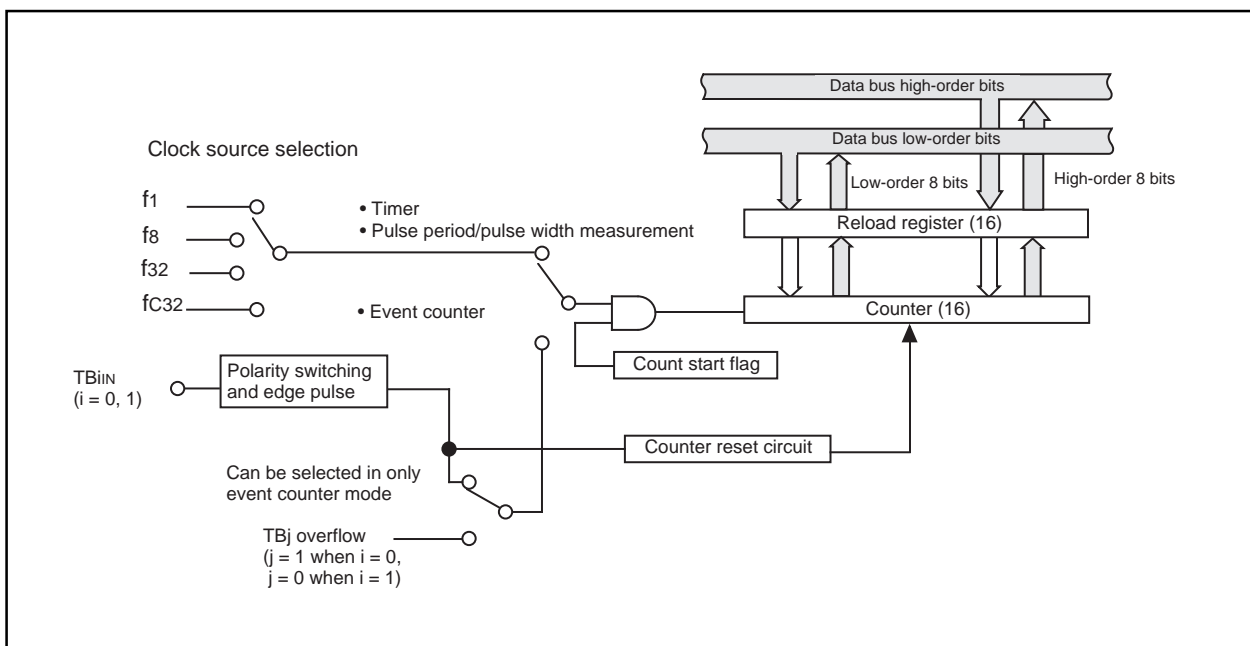 Data bus high-order bits
Data bus low-order bits
Clock source selection
Low-order 8 bits
High-order 8 bits
f1
• Timer
Reload register (16)
• Pulse period/pulse width measurement
f8
f32
fC32
• Event counter
Counter (16)
Count start flag
TBiIN
(i = 0, 1)
Polarity switching
and edge pulse
Counter reset circuit
Can be selected in only
event counter mode
TBj overflow
(j = 1 when i = 0,
j = 0 when i = 1)